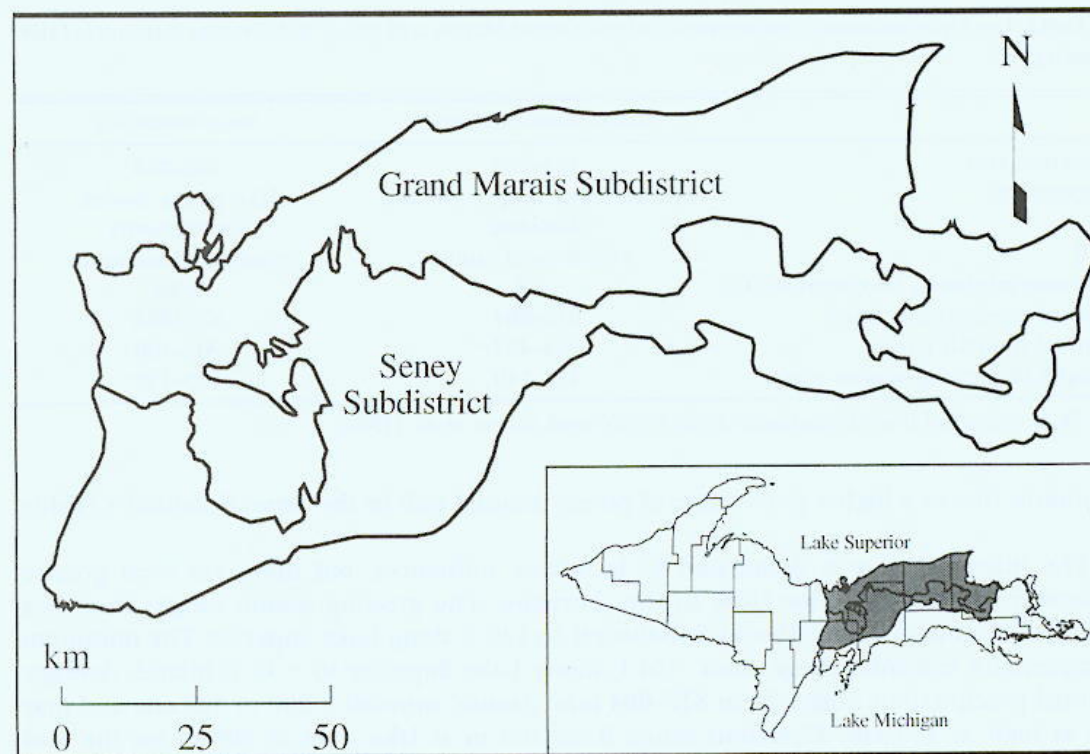 N
Grand Marais Subdistrict
Seney
Subdistrict
Lake Superior
km
0 25 50
Lake Michigan